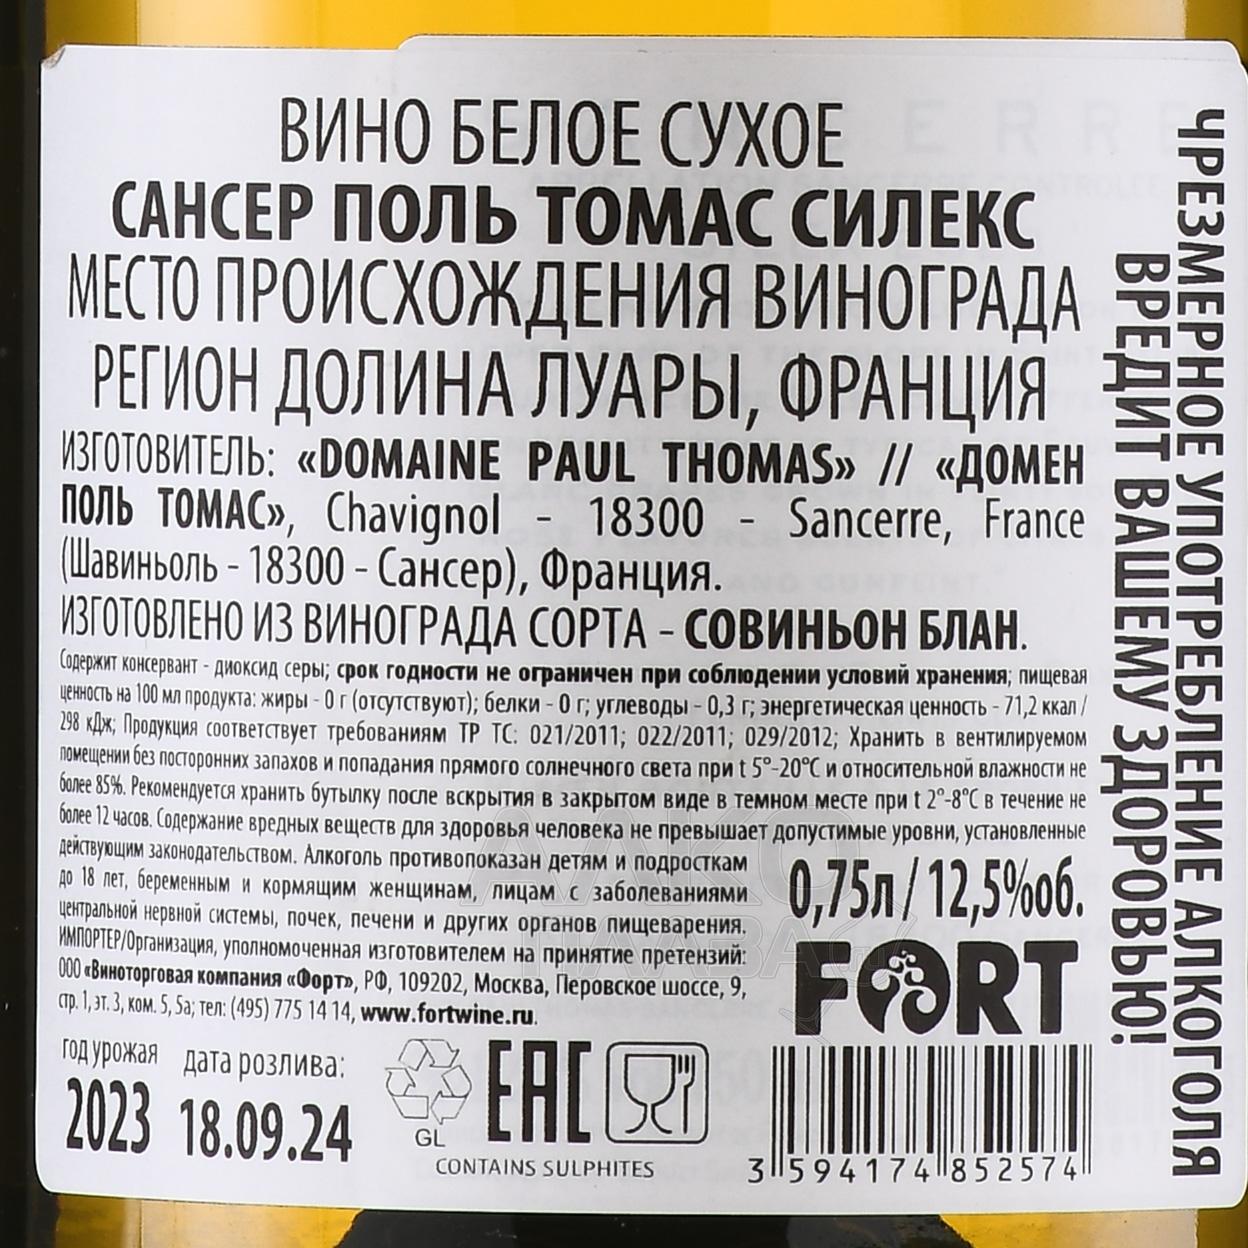 ВИНО БЕЛОЕ СУХОЕ
САНСЕР ПОЛЬ ТОМАС СИЛЕКС
МЕСТО ПРОИСХОЖДЕНИЯ ВИНОГРАДА
РЕГИОН ДОЛИНА ЛУАРЫ, ФРАНЦИЯ
ИЗГОТОВИТЕЛЬ: «DOMAINE PAUL THOMAS» // «ДОМЕН
ПОЛЬ ТОМАС», Chavignol - 18300 - Sancerre, France
(Шавиньоль - 18300 - Сансер), Франция.
ИЗГОТОВЛЕНО ИЗ ВИНОГРАДА СОРТА - СОВИНЬОН БЛАН.
Содержит консервант - диоксид серы; срок годности не ограничен при соблюдении условий хранения; пищевая
ценность на 100 мл продукта: жиры - 0 г (отсутствуют); белки - 0 г; углеводы - 0,3 г; энергетическая ценность - 71,2 ккал /
298 кДж; Продукция соответствует требованиям ТР ТС: 021/2011; 022/2011; 029/2012; Хранить в вентилируемом
помещении без посторонних запахов и попадания прямого солнечного света при t 5°-20°C и относительной влажности не
более 85%. Рекомендуется хранить бутылку после вскрытия в закрытом виде в темном месте при t 2°-8°C в течение не
более 12 часов. Содержание вредных веществ для здоровья человека не превышает допустимые уровни, установленные
действующим законодательством. Алкоголь противопоказан детям и подросткам
до 18 лет, беременным и кормящим женщинам, лицам с заболеваниями
центральной нервной системы, почек, печени и других органов пищеварения.
ИМПОРТЕР/Организация, уполномоченная изготовителем на принятие претензий:
ООО «Виноторговая компания «Форт», РФ, 109202, Москва, Перовское шоссе, 9,
стр. 1, эт. 3, ком. 5, 5а; тел: (495) 775 14 14, www.fortwine.ru.
0,75л / 12,5%об.
FORT
год урожая
2023
дата розлива:
18.09.24
GL
EAC
CONTAINS SULPHITES
3 594174 852574
ЧРЕЗМЕРНОЕ УПОТРЕБЛЕНИЕ АЛКОГОЛЯ
ВРЕДИТ ВАШЕМУ ЗДОРОВЬЮ!